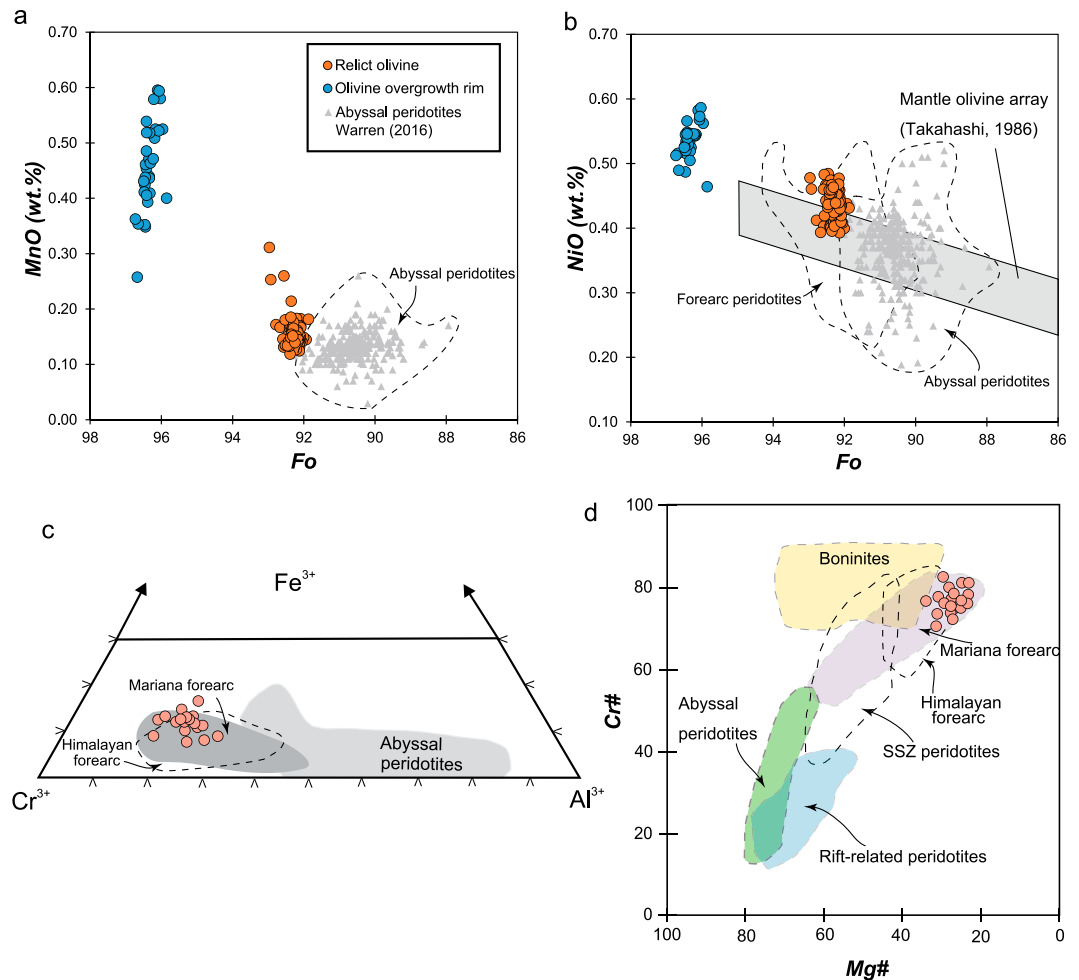 a
0.70
0.60
0.50
0.40
0.30
0.20
0.10
0.00
MnO (wt.%)
98
96
94
92
90
88
86
Fo
Relict olivine
Olivine overgrowth rim
Abyssal peridotites
Warren (2016)
Abyssal peridotites
b
0.70
0.60
0.50
0.40
0.30
0.20
0.10
NiO (wt.%)
98
96
94
92
90
88
86
Fo
Mantle olivine array
(Takahashi, 1986)
Forearc peridotites
Abyssal peridotites
c
Fe3+
Mariana forearc
Himalayan
forearc
Abyssal
peridotites
Cr3+
Al3+
d
100
80
60
40
20
0
Cr#
100
80
60
40
20
0
Mg#
Boninites
Mariana forearc
Himalayan
forearc
Abyssal
peridotites
SSZ peridotites
Rift-related peridotites